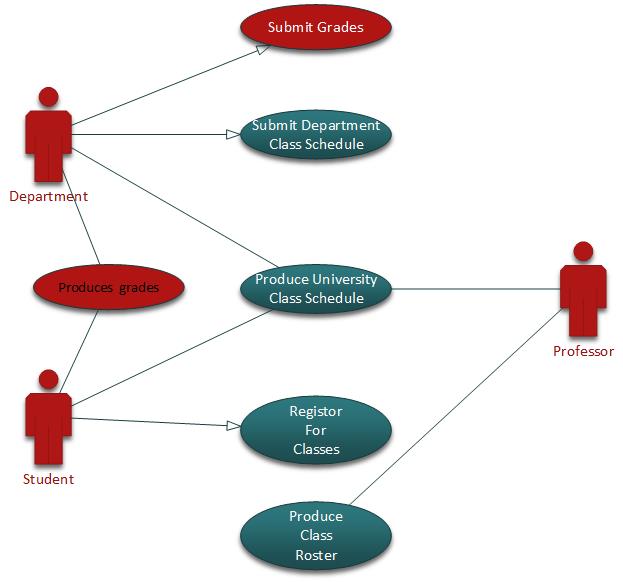 Submit Grades
Submit Department
Class Schedule
Department
Produces grades
Produce University
Class Schedule
Professor
Registor
For
Classes
Student
Produce
Class
Roster